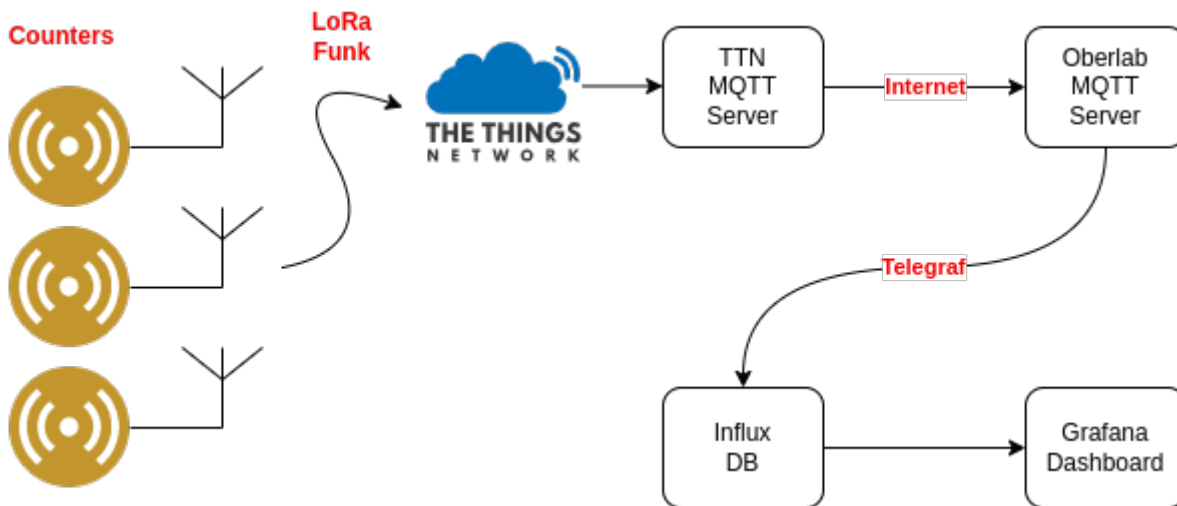 Counters
LoRa
Funk
THE THINGS
NETWORK
TTN
MQTT
Server
Internet
Oberlab
MQTT
Server
Telegraf
Influx
DB
Grafana
Dashboard